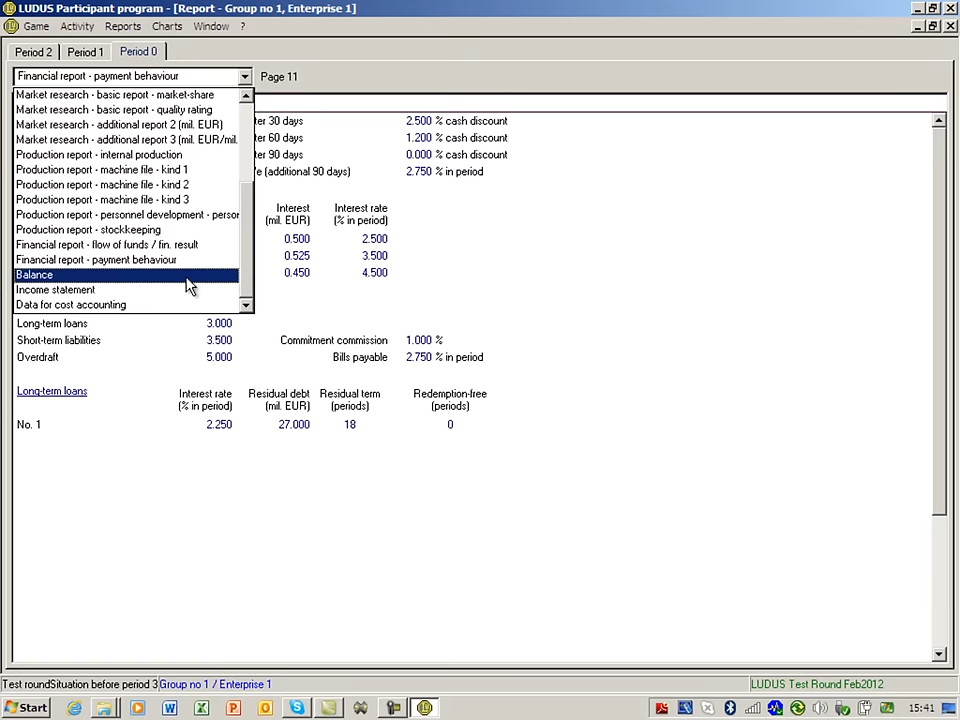 LUDUS Participant program - [Report - Group no 1, Enterprise 1]
Game Activity Reports Charts Window ?
Period 2 Period 1 Period 0
Financial report - payment behaviour Page 11
Market research - basic report - market-share
Market research - basic report - quality rating
Market research - additional report 2 (mil. EUR)
Market research - additional report 3 (mil. EUR/mil.
Production report - internal production
Production report - machine file - kind 1
Production report - machine file - kind 2
Production report - machine file - kind 3
Production report - personnel development - person
Production report - stockkeeping
Financial report - flow of funds / fin. result
Financial report - payment behaviour
Balance
Income statement
Data for cost accounting
ter 30 days 2.500 % cash discount
ter 60 days 1.200 % cash discount
ter 90 days 0.000 % cash discount
(additional 90 days) 2.750 % in period
Interest Interest rate
(mil. EUR) (% in period)
0.500 2.500
0.525 3.500
0.450 4.500
Long-term loans 3.000
Short-term liabilities 3.500 Commitment commission 1.000 %
Overdraft 5.000 Bills payable 2.750 % in period
Long-term loans Interest rate Residual debt Residual term Redemption-free
(% in period) (mil. EUR) (periods) (periods)
No. 1 2.250 27.000 18 0
Test round Situation before period 3 Group no 1 / Enterprise 1 LUDUS Test Round Feb2012
Start 15:41